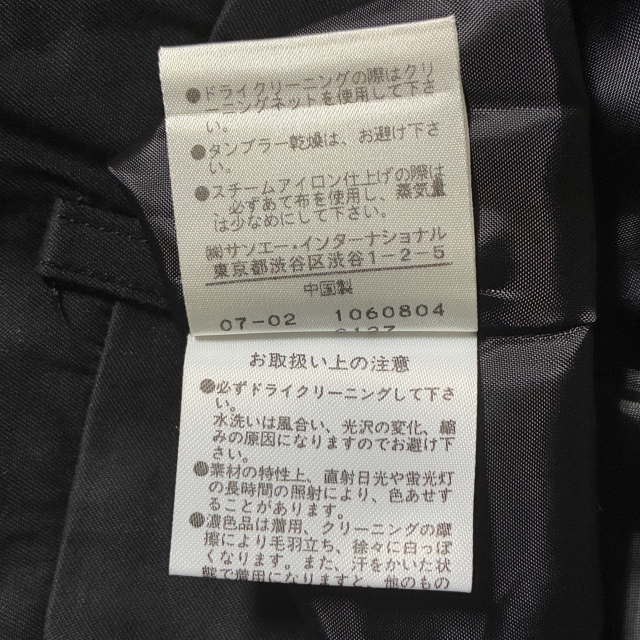 ●ドライクリーニングの際はクリ
ーニングネットを使用して下さ
い。
●タンブラー乾燥は、お避け下さ
い。
●スチームアイロン仕上げの際は
必ずあて布を使用し、蒸気量
は少なめにして下さい。
㈱サンエー・インターナショナル
東京都渋谷区渋谷1-2-5
中国製
07-02 1060804
お取扱い上の注意
●必ずドライクリーニングして下さ
い。
水洗いは風合い、光沢の変化、縮
みの原因になりますのでお避け下
さい。
●素材の特性上、直射日光や蛍光灯
の長時間の照射により、色あせす
ることがあります。
●濃色品は着用、クリーニングの摩
擦により毛羽立ち、徐々に白っぽ
くなります。また、汗をかいた状
態で着用になりますと、他のもの